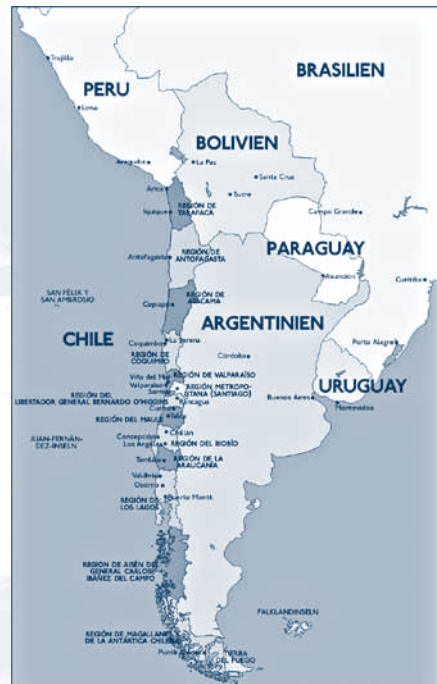 Trujillo
PERU
BRASILIEN
Lima
BOLIVIEN
La Paz
Arequiba
Santa Cruz
Arica
Sucre
Iquique
REGIÓN DE
TARAPACÁ
Campo Grande
PARAGUAY
Antofagasta
REGIÓN DE
ANTOFAGASTA
Asunción
Curitiba
SAN FÉLIX Y
SAN AMBROSIO
Copiapo
REGIÓN DE
ATACAMA
ARGENTINIEN
CHILE
Coquimbo
La Serena
Porto Alegre
REGIÓN DE
COQUIMBO
Córdoba
Viña del Mar
REGIÓN DE VALPARAÍSO
URUGUAY
Valparaíso
REGIÓN METROPO-
LITANA (SANTIAGO)
REGIÓN DEL
LIBERTADOR GENERAL BERNARDO O'HIGGINS
Rancagua
Buenos Aires
Montevideo
Talca
REGIÓN DEL MAULE
JUAN-FERNÁN-
DEZ-INSELN
Concepción
Chillán
Los Angeles
REGIÓN DEL BIOBÍO
Temuco
REGIÓN DE LA
ARAUCANÍA
Valdivia
Osorno
REGIÓN DE
LOS LAGOS
Puerto Montt
REGION DE AISÉN DEL
GENERAL CARLOS
IBÁÑEZ DEL CAMPO
FALKLANDINSELN
REGIÓN DE MAGALLANES
DE LA ANTÁRTICA CHILENA
Punta
TIERRA
DEL FUEGO